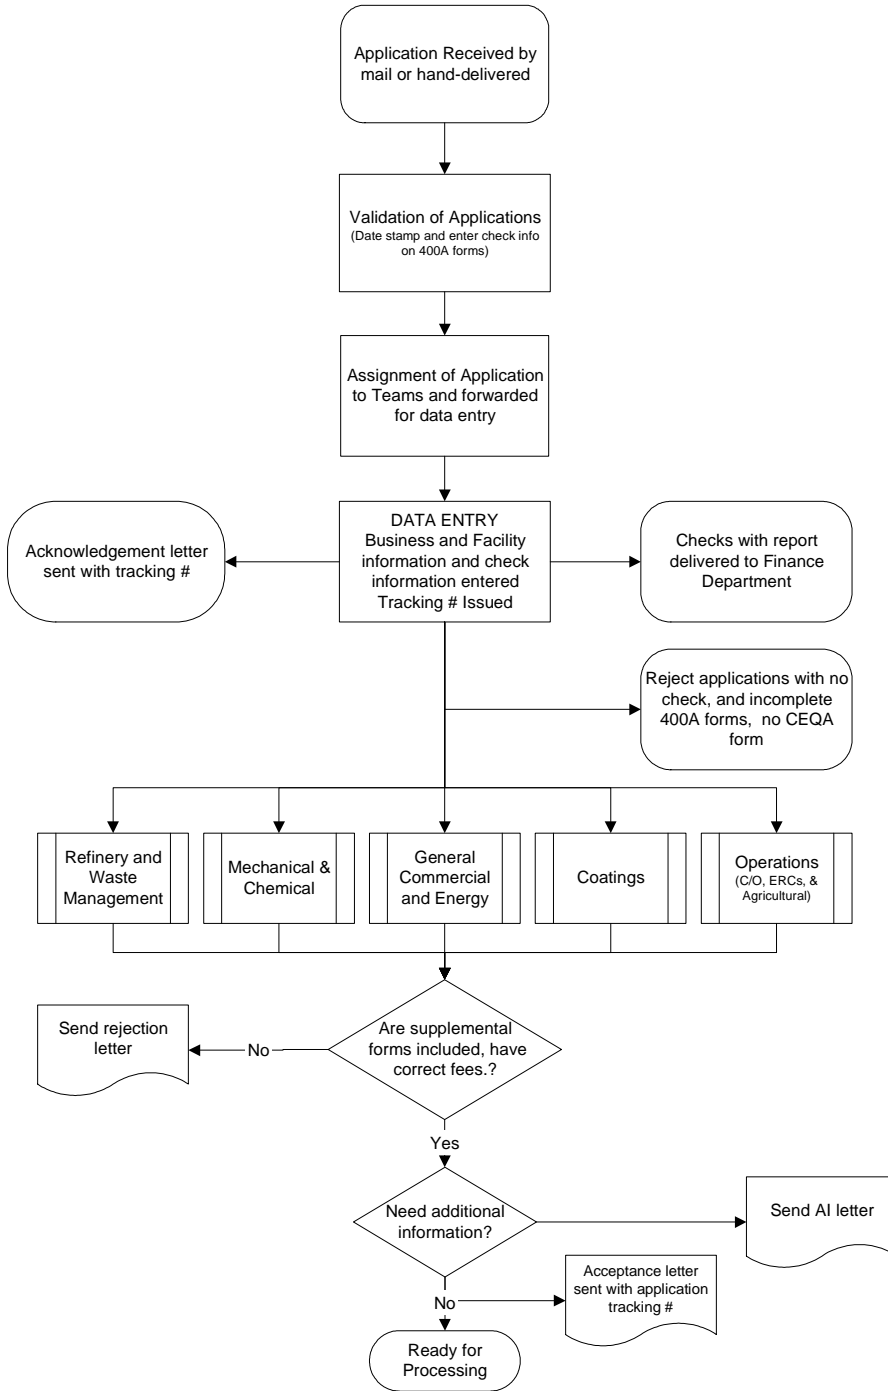 Application Received by
mail or hand-delivered
Validation of Applications
(Date stamp and enter check info
on 400A forms)
Assignment of Application
to Teams and forwarded
for data entry
Acknowledgement letter
sent with tracking #
DATA ENTRY
Business and Facility
information and check
information entered
Tracking # Issued
Checks with report
delivered to Finance
Department
Reject applications with no
check, and incomplete
400A forms, no CEQA
form
Refinery and
Waste
Management
Mechanical &
Chemical
General
Commercial
and Energy
Coatings
Operations
(C/O, ERCs, &
Agricultural)
Send rejection
letter
No
Are supplemental
forms included, have
correct fees.?
Yes
Need additional
information?
Send AI letter
No
Acceptance letter
sent with application
tracking #
Ready for
Processing